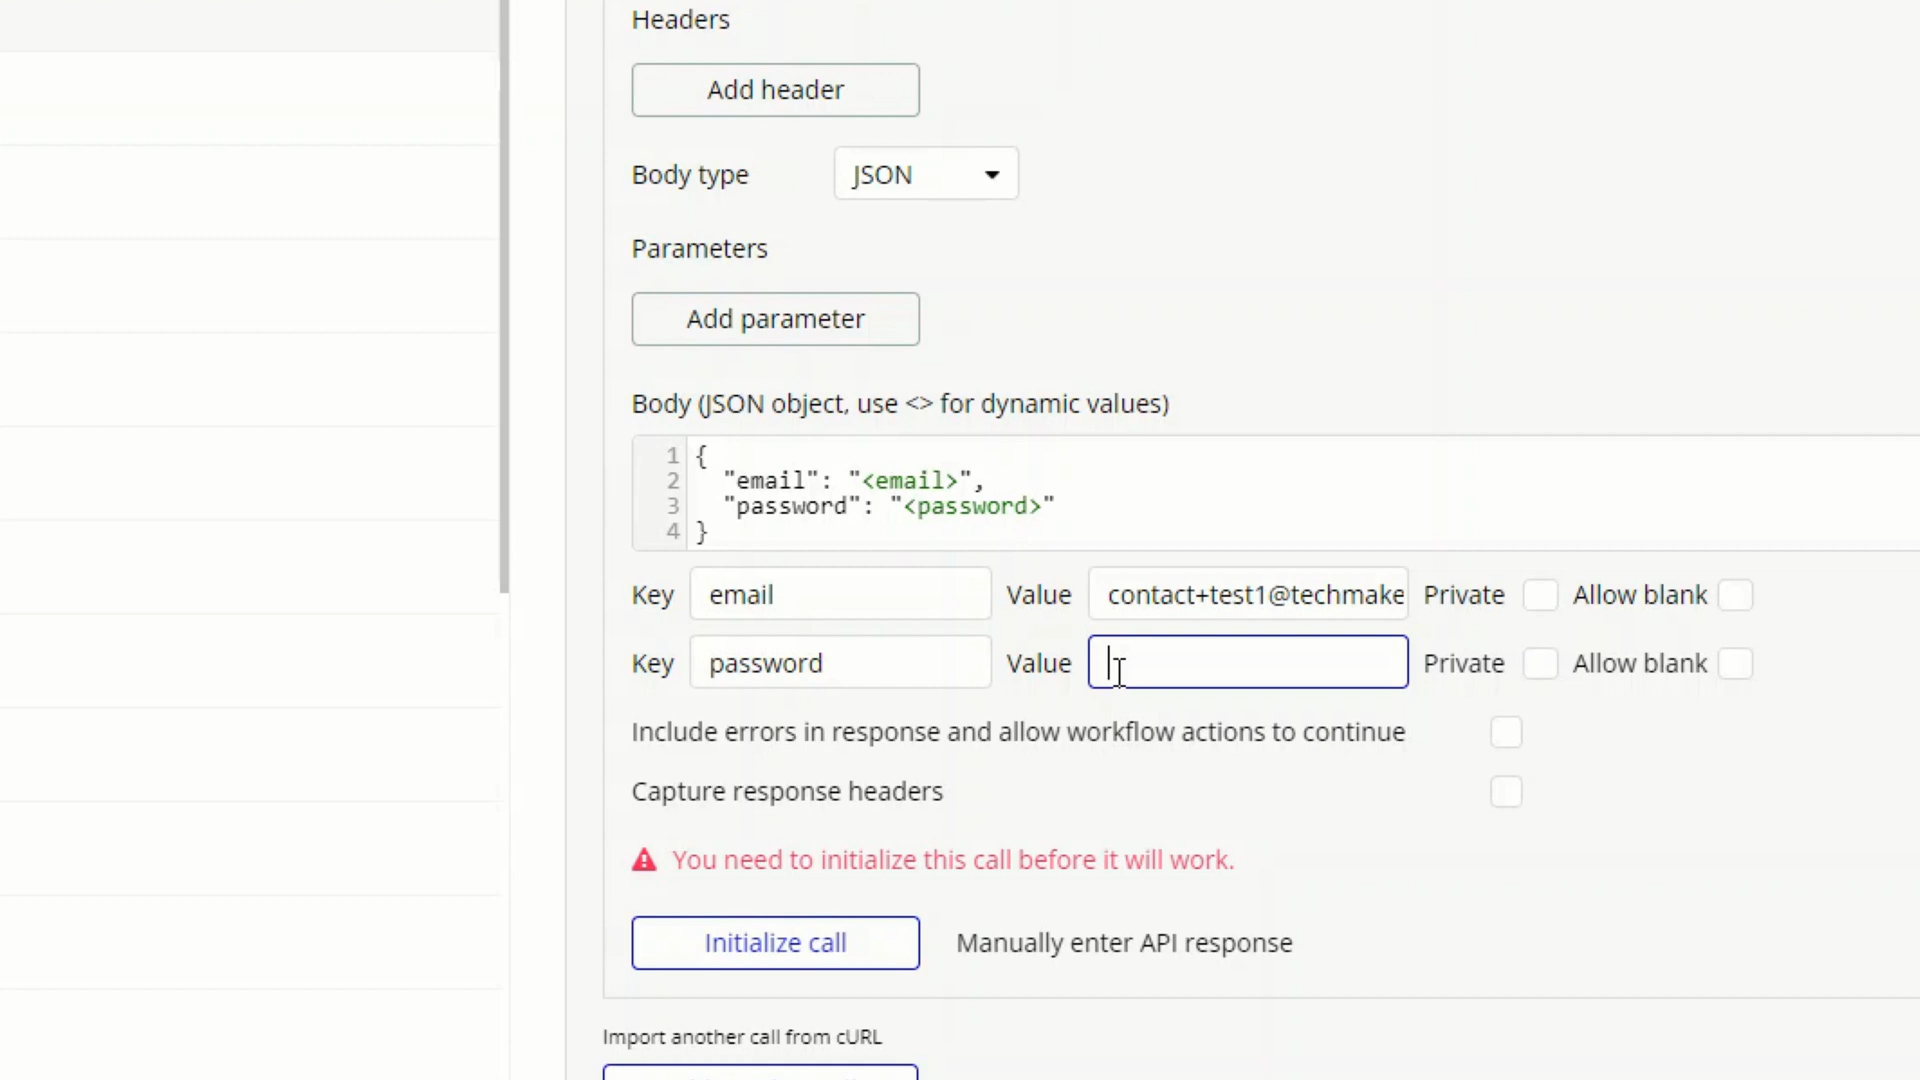 Headers
Add header
Body type JSON
Parameters
Add parameter
Body (JSON object, use <> for dynamic values)
1 {
2 "email": "<email>",
3 "password": "<password>"
4 }
Key email Value contact+test1@techmake Private Allow blank
Key password Value Private Allow blank
Include errors in response and allow workflow actions to continue
Capture response headers
You need to initialize this call before it will work.
Initialize call Manually enter API response
Import another call from cURL